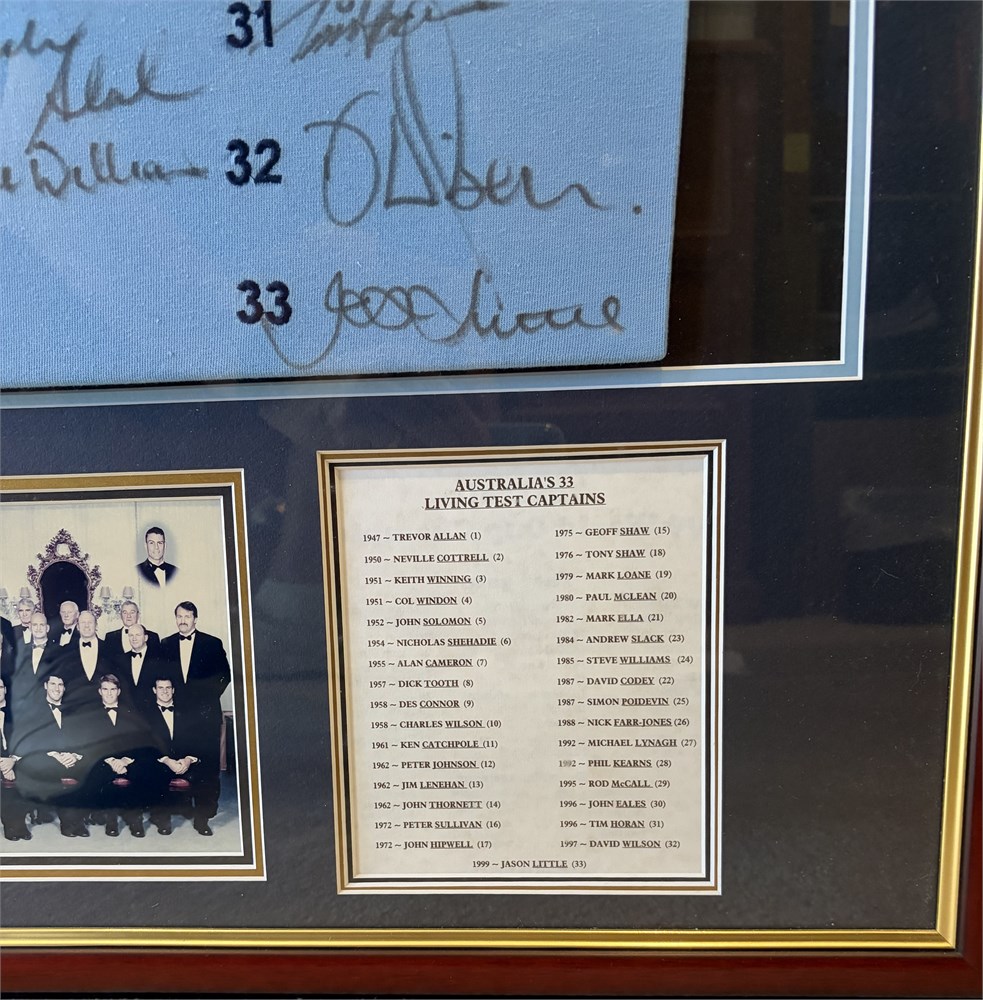 31 Tim Horan
Slack
Williams 32 D Wilson.
33 Jason Little
AUSTRALIA'S 33
LIVING TEST CAPTAINS
1947 ~ TREVOR ALLAN (1)
1950 ~ NEVILLE COTTRELL (2)
1951 ~ KEITH WINNING (3)
1951 ~ COL WINDON (4)
1952 ~ JOHN SOLOMON (5)
1954 ~ NICHOLAS SHEHADIE (6)
1955 ~ ALAN CAMERON (7)
1957 ~ DICK TOOTH (8)
1958 ~ DES CONNOR (9)
1958 ~ CHARLES WILSON (10)
1961 ~ KEN CATCHPOLE (11)
1962 ~ PETER JOHNSON (12)
1962 ~ JIM LENEHAN (13)
1962 ~ JOHN THORNETT (14)
1972 ~ PETER SULLIVAN (16)
1972 ~ JOHN HIPWELL (17)
1975 ~ GEOFF SHAW (15)
1976 ~ TONY SHAW (18)
1979 ~ MARK LOANE (19)
1980 ~ PAUL MCLEAN (20)
1982 ~ MARK ELLA (21)
1984 ~ ANDREW SLACK (23)
1985 ~ STEVE WILLIAMS (24)
1987 ~ DAVID CODEY (22)
1987 ~ SIMON POIDEVIN (25)
1988 ~ NICK FARR-JONES (26)
1992 ~ MICHAEL LYNAGH (27)
1992 ~ PHIL KEARNS (28)
1995 ~ ROD McCALL (29)
1996 ~ JOHN EALES (30)
1996 ~ TIM HORAN (31)
1997 ~ DAVID WILSON (32)
1999 ~ JASON LITTLE (33)